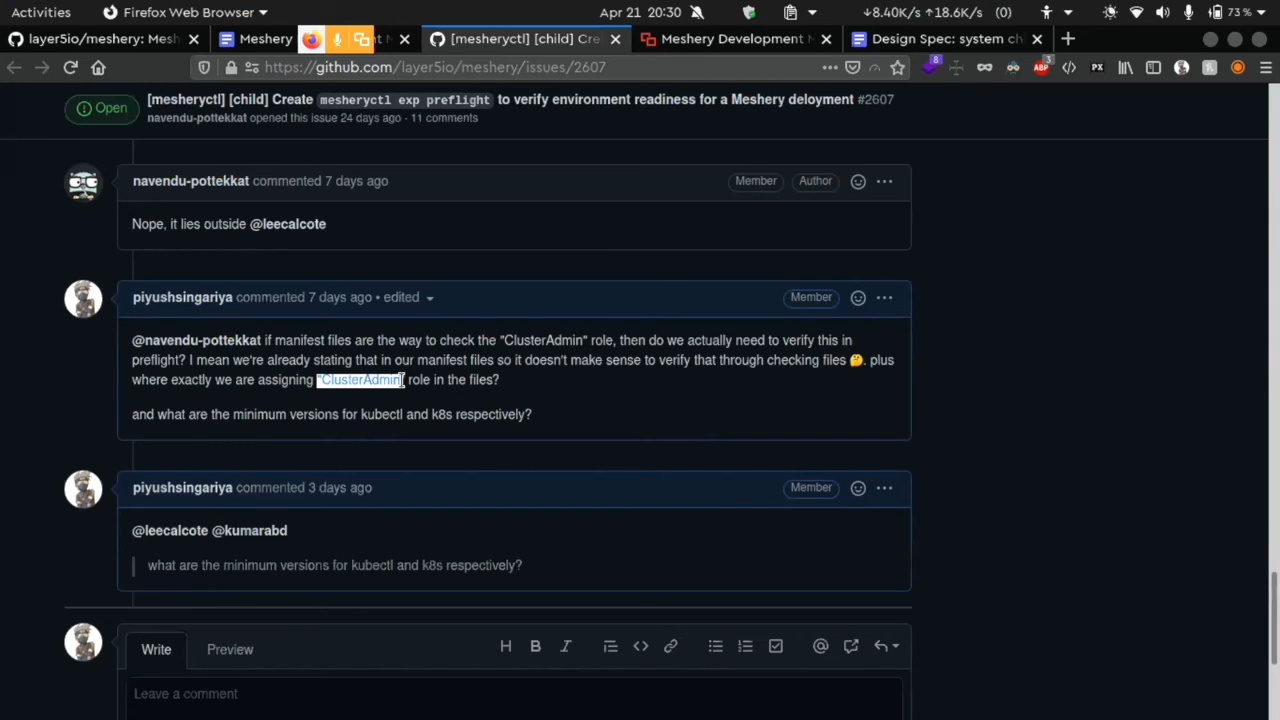 Activities Firefox Web Browser Apr 21 20:30 73 %
8.40K/s 18.6K/s (0)
layer5io/meshery: Mesh
Meshery
[mesheryctl] [child] Cre
Meshery Development M
Design Spec: system ch
https://github.com/layer5io/meshery/issues/2607
8
ABP
3
PX
Open
[mesheryctl] [child] Create mesheryctl exp preflight to verify environment readiness for a Meshery deloyment #2607
navendu-pottekkat opened this issue 24 days ago · 11 comments
navendu-pottekkat commented 7 days ago Member Author
Nope, it lies outside @leecalcote
piyushsingariya commented 7 days ago • edited Member
@navendu-pottekkat if manifest files are the way to check the "ClusterAdmin" role, then do we actually need to verify this in
preflight? I mean we're already stating that in our manifest files so it doesn't make sense to verify that through checking files 🤔. plus
where exactly we are assigning "ClusterAdmin" role in the files?
and what are the minimum versions for kubectl and k8s respectively?
piyushsingariya commented 3 days ago Member
@leecalcote @kumarabd
what are the minimum versions for kubectl and k8s respectively?
Write Preview
Leave a comment